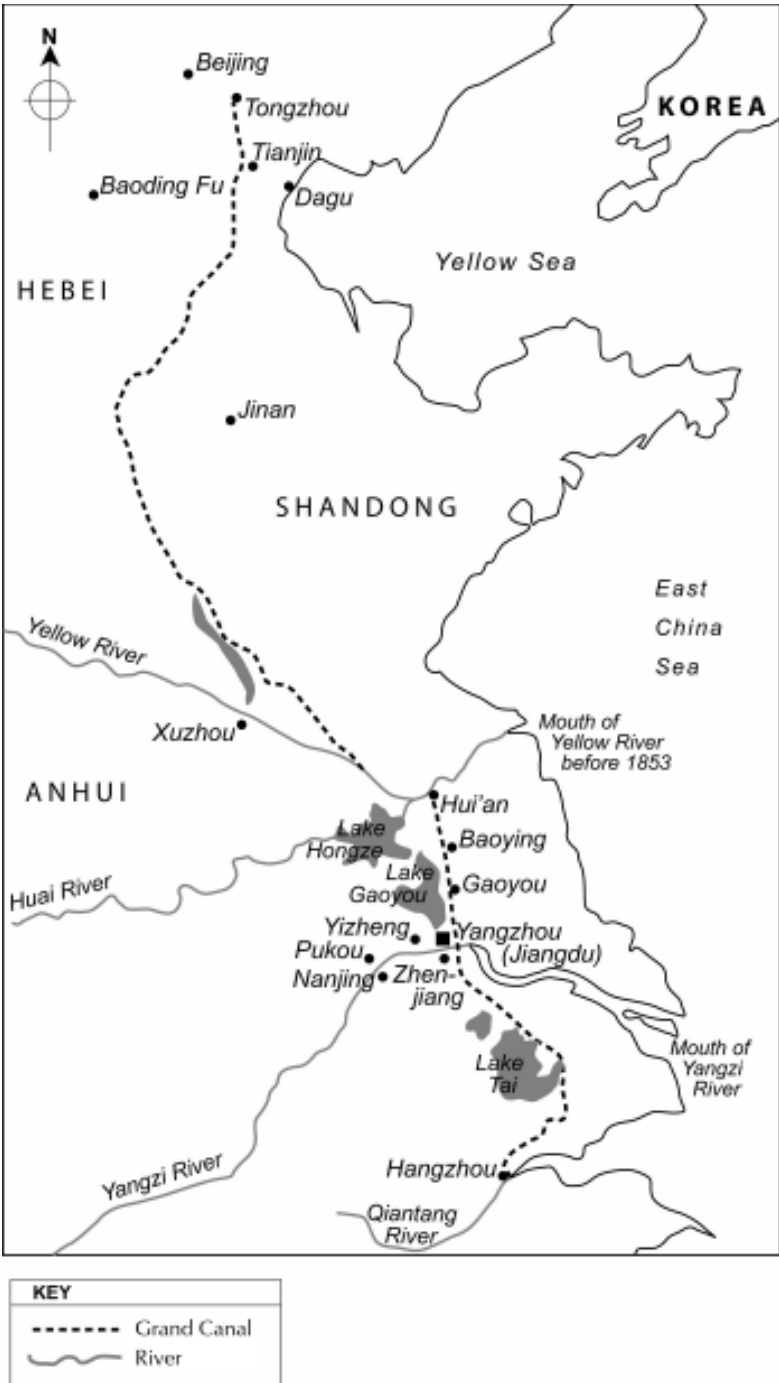 N
Beijing
KOREA
Tongzhou
Tianjin
Baoding Fu
Dagu
Yellow Sea
HEBEI
Jinan
SHANDONG
East
China
Sea
Yellow River
Xuzhou
Mouth of
Yellow River
before 1853
ANHUI
Hui'an
Lake
Hongze
Baoying
Lake
Gaoyou
Gaoyou
Huai River
Yizheng
Yangzhou
(Jiangdu)
Pukou
Nanjing
Zhen-
jiang
Lake
Tai
Mouth of
Yangzi
River
Yangzi River
Hangzhou
Qiantang
River
KEY
Grand Canal
River